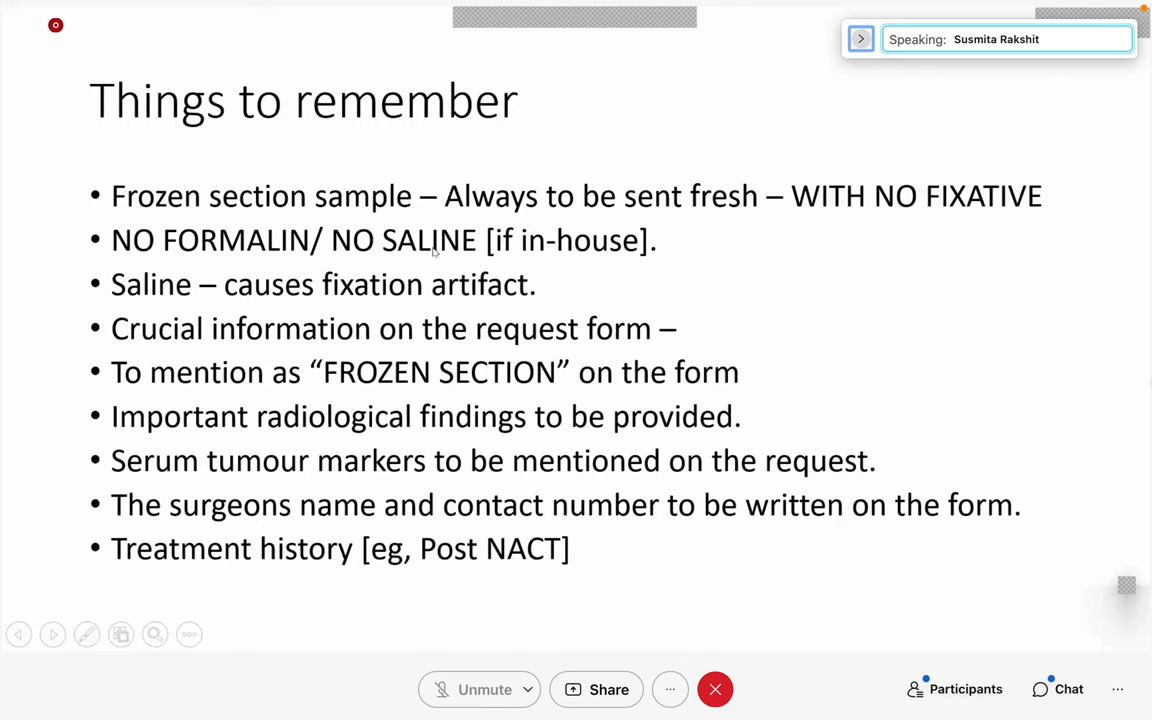 Speaking: Susmita Rakshit
Things to remember
• Frozen section sample – Always to be sent fresh – WITH NO FIXATIVE
• NO FORMALIN/ NO SALINE [if in-house].
• Saline – causes fixation artifact.
• Crucial information on the request form –
• To mention as “FROZEN SECTION” on the form
• Important radiological findings to be provided.
• Serum tumour markers to be mentioned on the request.
• The surgeons name and contact number to be written on the form.
• Treatment history [eg, Post NACT]
Unmute
Share
Participants
Chat